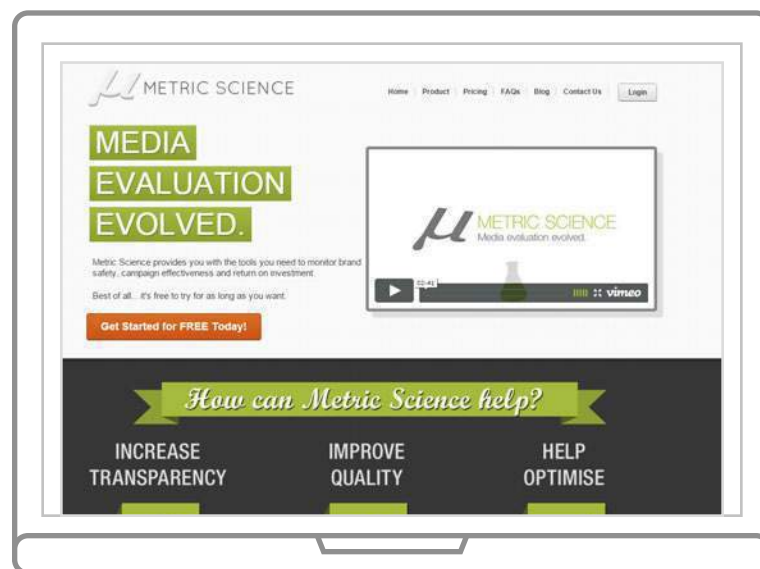 μ METRIC SCIENCE
Home Product Pricing FAQs Blog Contact Us Login
MEDIA
EVALUATION
EVOLVED.
Metric Science provides you with the tools you need to monitor brand
safety, campaign effectiveness and return on investment
Best of all... it's free to try for as long as you want.
Get Started for FREE Today!
μ METRIC SCIENCE
Media evaluation evolved.
02:41
vimeo
How can Metric Science help?
INCREASE
TRANSPARENCY
IMPROVE
QUALITY
HELP
OPTIMISE